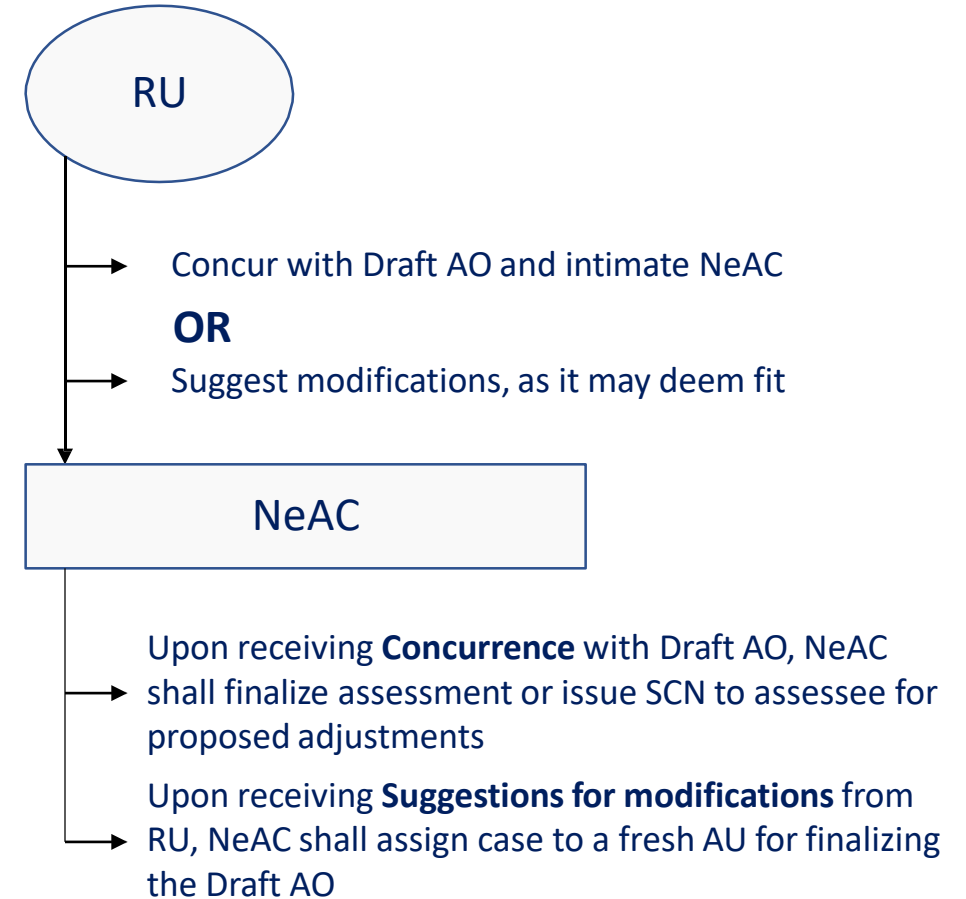 RU
Concur with Draft AO and intimate NeAC
OR
Suggest modifications, as it may deem fit
NeAC
Upon receiving Concurrence with Draft AO, NeAC
shall finalize assessment or issue SCN to assessee for
proposed adjustments
Upon receiving Suggestions for modifications from
RU, NeAC shall assign case to a fresh AU for finalizing
the Draft AO